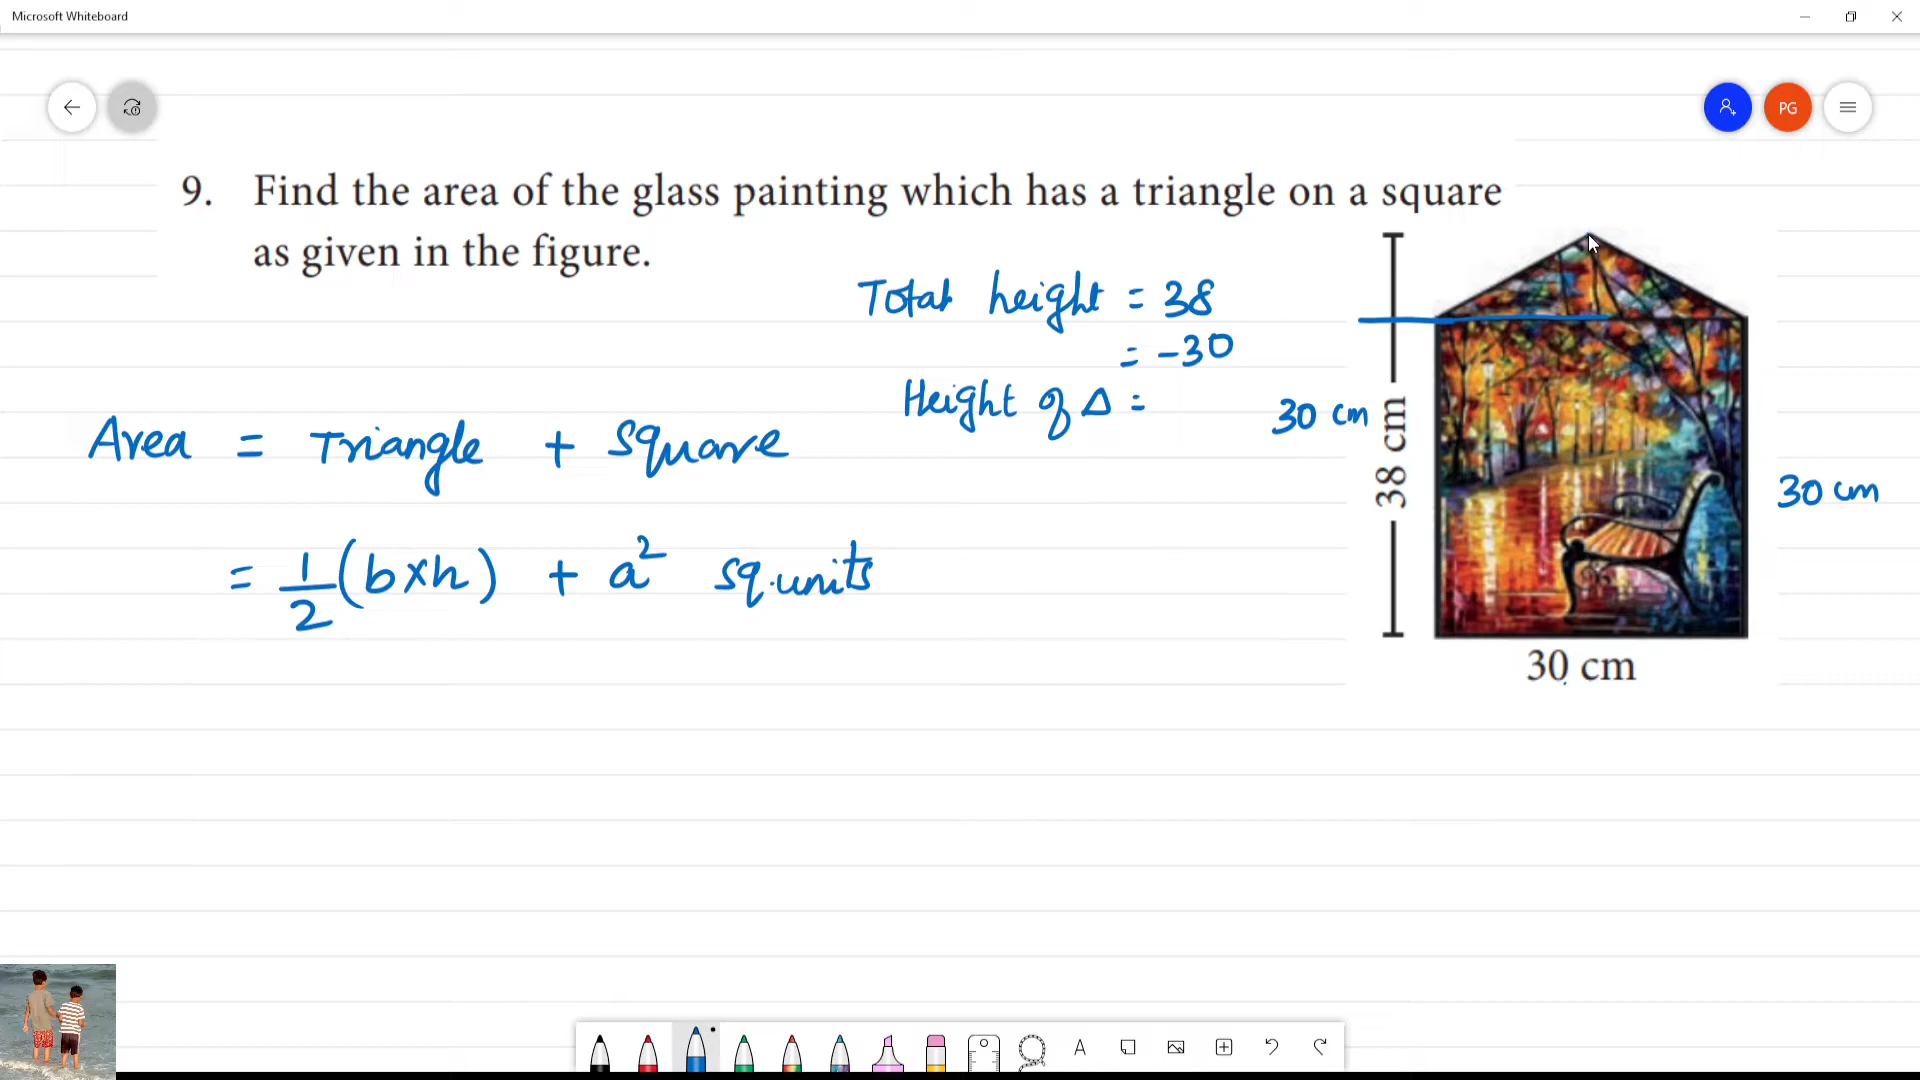 Microsoft Whiteboard
PG
9. Find the area of the glass painting which has a triangle on a square
as given in the figure.
Total height = 38
= -30
Height of Δ =
30 cm
38 cm
30 cm
30 cm
Area = Triangle + Square
= 1/2 (b×h) + a² sq.units
A